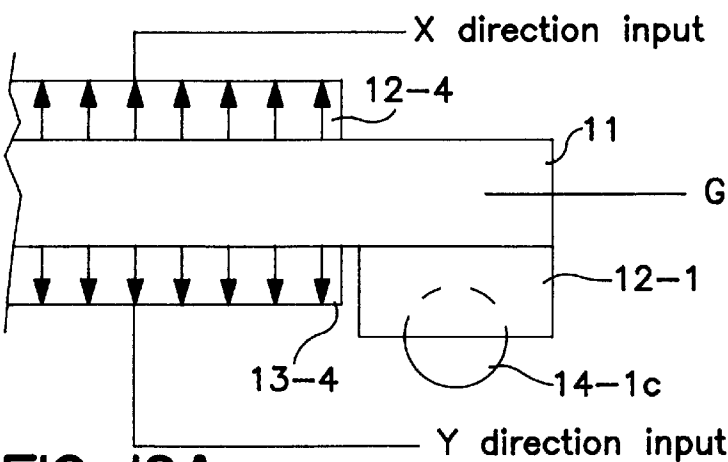 X direction input
12-4
11
G
12-1
13-4
14-1c
Y direction input